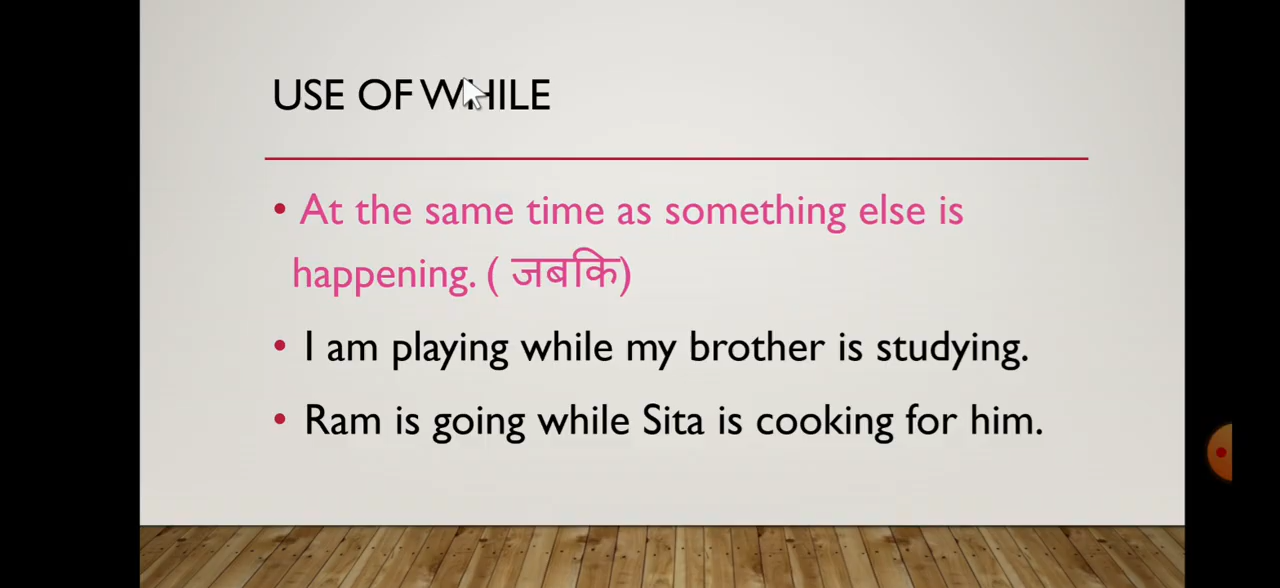 USE OF WHILE
• At the same time as something else is
happening. ( जबकि)
• I am playing while my brother is studying.
• Ram is going while Sita is cooking for him.